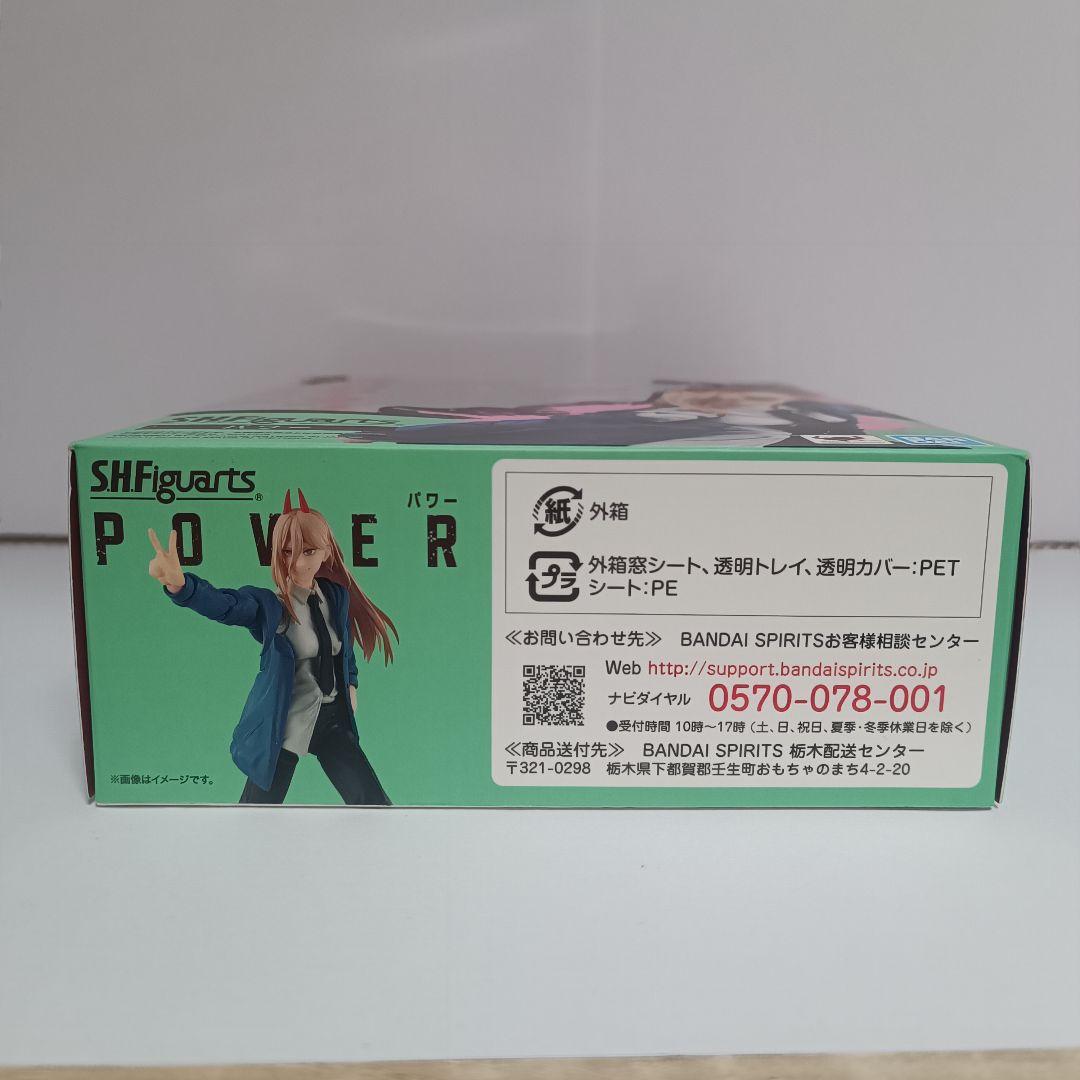 S.H.Figuarts
S.H.Figuarts®
パワー
POWER
※画像はイメージです。
紙 外箱
プラ 外箱窓シート、透明トレイ、透明カバー:PET
シート:PE
≪お問い合わせ先≫ BANDAI SPIRITSお客様相談センター
Web http://support.bandaispirits.co.jp
ナビダイヤル 0570-078-001
●受付時間 10時〜17時(土、日、祝日、夏季・冬季休業日を除く)
≪商品送付先≫ BANDAI SPIRITS 栃木配送センター
〒321-0298 栃木県下都賀郡壬生町おもちゃのまち4-2-20